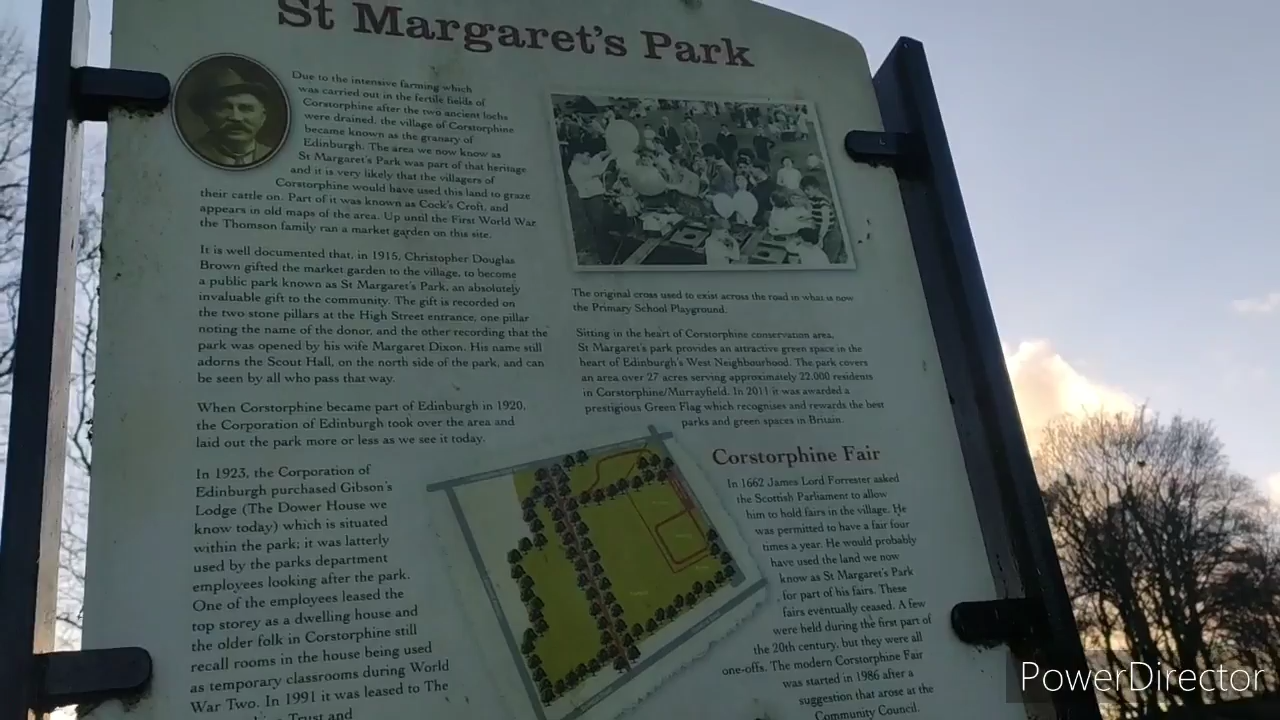 St Margaret's Park
Due to the intensive farming which
was carried out in the fertile fields of
Corstorphine after the two ancient lochs
were drained, the village of Corstorphine
became known as the granary of
Edinburgh. The area we now know as
St Margaret's Park was part of that heritage
and it is very likely that the villagers of
Corstorphine would have used this land to graze
their cattle on. Part of it was known as Cock's Croft, and
appears in old maps of the area. Up until the First World War
the Thomson family ran a market garden on this site.
It is well documented that, in 1915, Christopher Douglas
Brown gifted the market garden to the village, to become
a public park known as St Margaret's Park, an absolutely
invaluable gift to the community. The gift is recorded on
the two stone pillars at the High Street entrance, one pillar
noting the name of the donor, and the other recording that the
park was opened by his wife Margaret Dixon. His name still
adorns the Scout Hall, on the north side of the park, and can
be seen by all who pass that way.
When Corstorphine became part of Edinburgh in 1920,
the Corporation of Edinburgh took over the area and
laid out the park more or less as we see it today.
In 1923, the Corporation of
Edinburgh purchased Gibson's
Lodge (The Dower House we
know today) which is situated
within the park; it was latterly
used by the parks department
employees looking after the park.
One of the employees leased the
top storey as a dwelling house and
the older folk in Corstorphine still
recall rooms in the house being used
as temporary classrooms during World
War Two. In 1991 it was leased to The
Trust and
The original cross used to exist across the road in what is now
the Primary School Playground.
Sitting in the heart of Corstorphine conservation area,
St Margaret's park provides an attractive green space in the
heart of Edinburgh's West Neighbourhood. The park covers
an area over 27 acres serving approximately 22,000 residents
in Corstorphine/Murrayfield. In 2011 it was awarded a
prestigious Green Flag which recognises and rewards the best
parks and green spaces in Britain.
Corstorphine Fair
In 1662 James Lord Forrester asked
the Scottish Parliament to allow
him to hold fairs in the village. He
was permitted to have a fair four
times a year. He would probably
have used the land we now
know as St Margaret's Park
for part of his fairs. These
fairs eventually ceased. A few
were held during the first part of
the 20th century, but they were all
one-offs. The modern Corstorphine Fair
was started in 1986 after a
suggestion that arose at the
Community Council.
PowerDirector